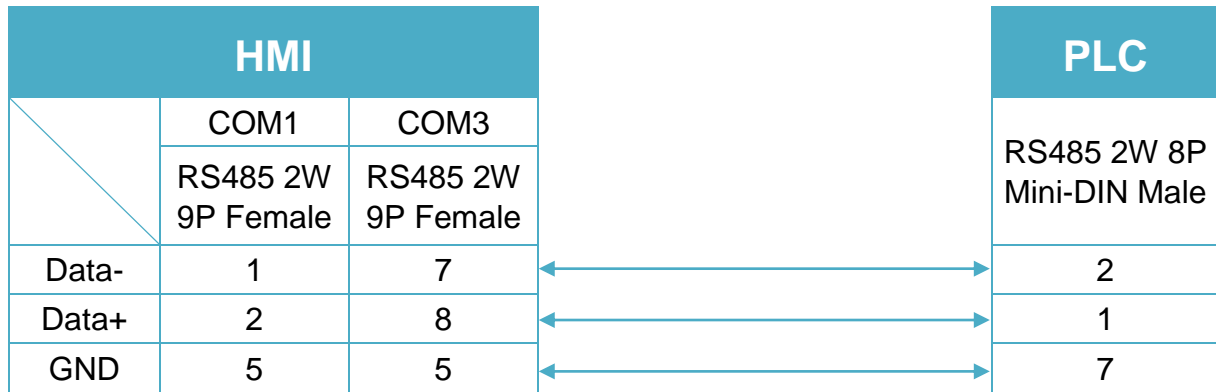 HMI
PLC
COM1 COM3
RS485 2W
9P Female
RS485 2W
9P Female
RS485 2W 8P
Mini-DIN Male
Data- 1 7 2
Data+ 2 8 1
GND 5 5 7